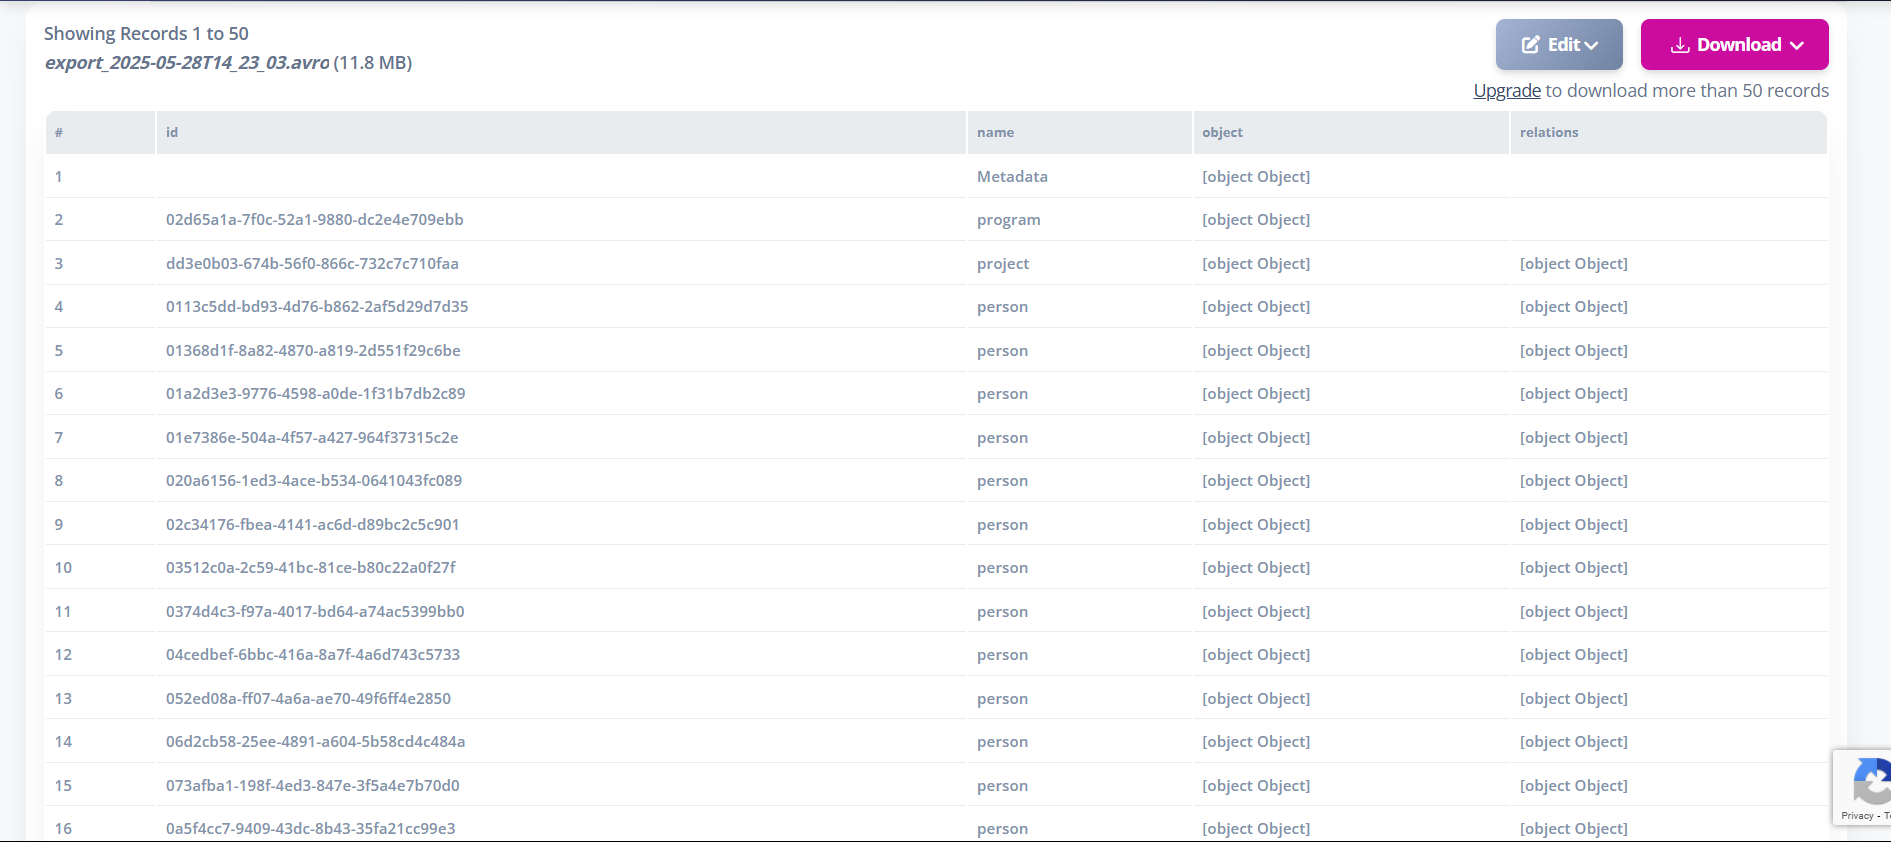 Showing Records 1 to 50
export_2025-05-28T14_23_03.avro (11.8 MB)
Edit
Download
Upgrade to download more than 50 records
# id name object relations
1 Metadata [object Object]
2 02d65a1a-7f0c-52a1-9880-dc2e4e709ebb program [object Object]
3 dd3e0b03-674b-56f0-866c-732c7c710faa project [object Object] [object Object]
4 0113c5dd-bd93-4d76-b862-2af5d29d7d35 person [object Object] [object Object]
5 01368d1f-8a82-4870-a819-2d551f29c6be person [object Object] [object Object]
6 01a2d3e3-9776-4598-a0de-1f31b7db2c89 person [object Object] [object Object]
7 01e7386e-504a-4f57-a427-964f37315c2e person [object Object] [object Object]
8 020a6156-1ed3-4ace-b534-0641043fc089 person [object Object] [object Object]
9 02c34176-fbea-4141-ac6d-d89bc2c5c901 person [object Object] [object Object]
10 03512c0a-2c59-41bc-81ce-b80c22a0f27f person [object Object] [object Object]
11 0374d4c3-f97a-4017-bd64-a74ac5399bb0 person [object Object] [object Object]
12 04cedbef-6bbc-416a-8a7f-4a6d743c5733 person [object Object] [object Object]
13 052ed08a-ff07-4a6a-ae70-49f6ff4e2850 person [object Object] [object Object]
14 06d2cb58-25ee-4891-a604-5b58cd4c484a person [object Object] [object Object]
15 073afba1-198f-4ed3-847e-3f5a4e7b70d0 person [object Object] [object Object]
16 0a5f4cc7-9409-43dc-8b43-35fa21cc99e3 person [object Object] [object Object]
Privacy - Te